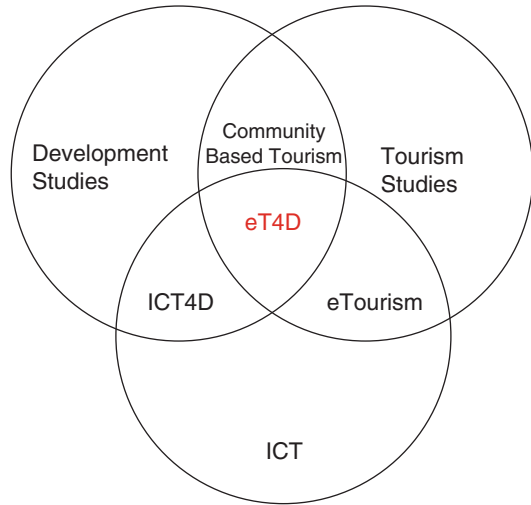 Community
Based Tourism
Development
Studies
Tourism
Studies
eT4D
ICT4D
eTourism
ICT